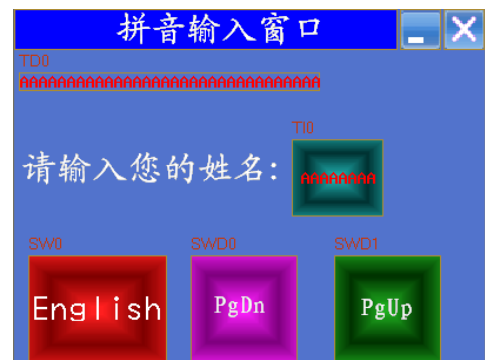 拼音输入窗口
TD0
AAAAAAAAAAAAAAAAAAAAAAAAAAAAAAAA
TI0
请输入您的姓名:
AAAAAAAA
SW0 SWD0 SWD1
English PgDn PgUp